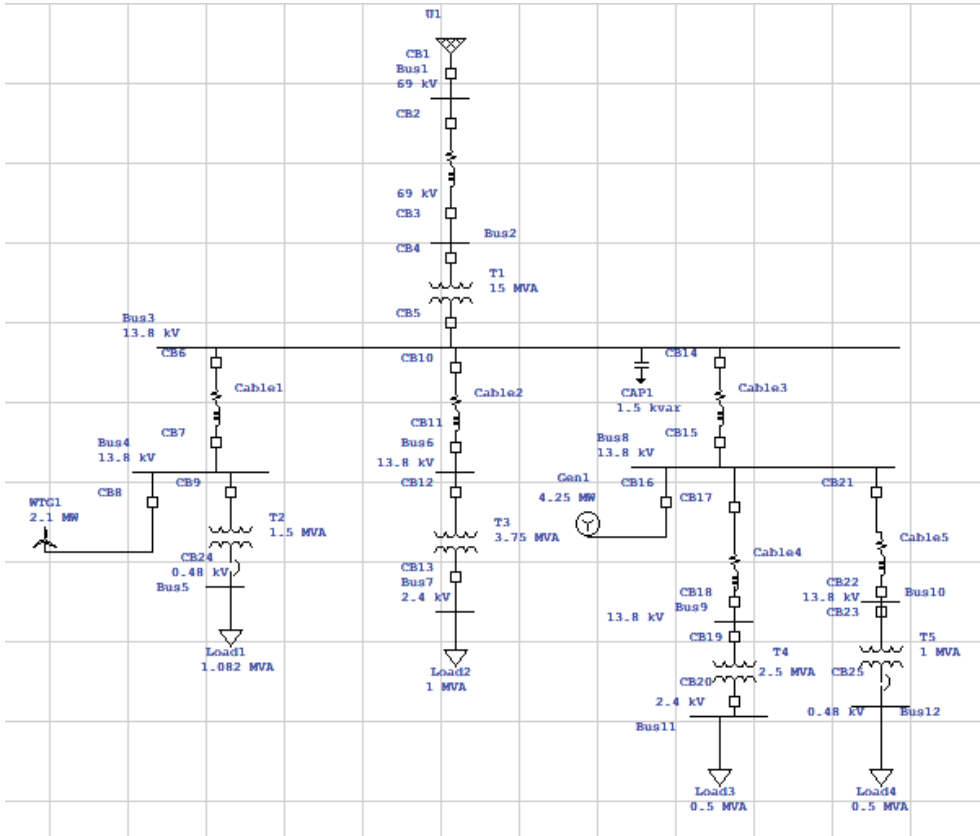 U1
CB1
Bus1
69 kV
CB2
69 kV
CB3
Bus2
CB4
T1
15 MVA
CB5
Bus3
13.8 kV
CB6
CB10
CB14
Cable1
Cable2
CAP1
1.5 kvar
Cable3
CB7
CB11
CB15
Bus4
13.8 kV
Bus6
13.8 kV
Bus8
13.8 kV
CB8
CB9
CB12
Gen1
4.25 MW
CB16
CB17
CB21
WTG1
2.1 MW
T2
1.5 MVA
T3
3.75 MVA
Cable4
Cable5
CB24
0.48 kV
Bus5
CB13
Bus7
2.4 kV
CB18
13.8 kV
Bus9
CB22
13.8 kV
Bus10
CB23
CB19
Load1
1.082 MVA
Load2
1 MVA
T4
2.5 MVA
CB20
2.4 kV
Bus11
T5
1 MVA
CB25
0.48 kV
Bus12
Load3
0.5 MVA
Load4
0.5 MVA